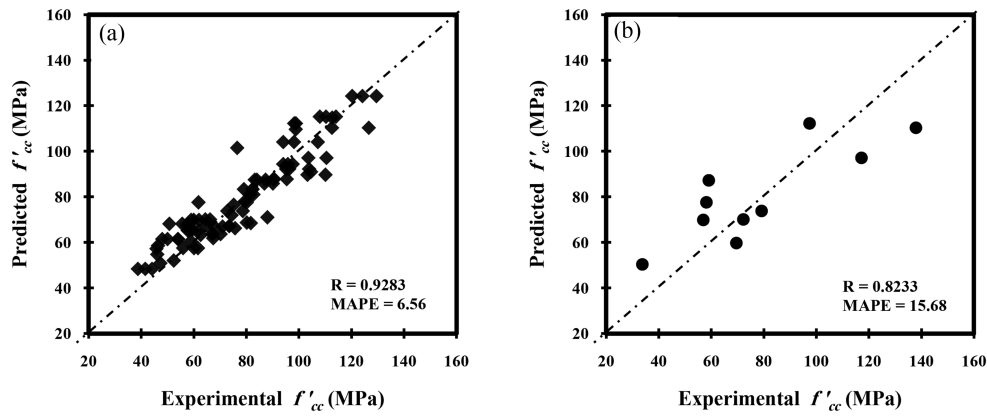 (a)
160
140
120
100
80
60
40
20
Predicted f'cc (MPa)
R = 0.9283
MAPE = 6.56
20 40 60 80 100 120 140 160
Experimental f'cc (MPa)
(b)
160
140
120
100
80
60
40
20
Predicted f'cc (MPa)
R = 0.8233
MAPE = 15.68
20 40 60 80 100 120 140 160
Experimental f'cc (MPa)